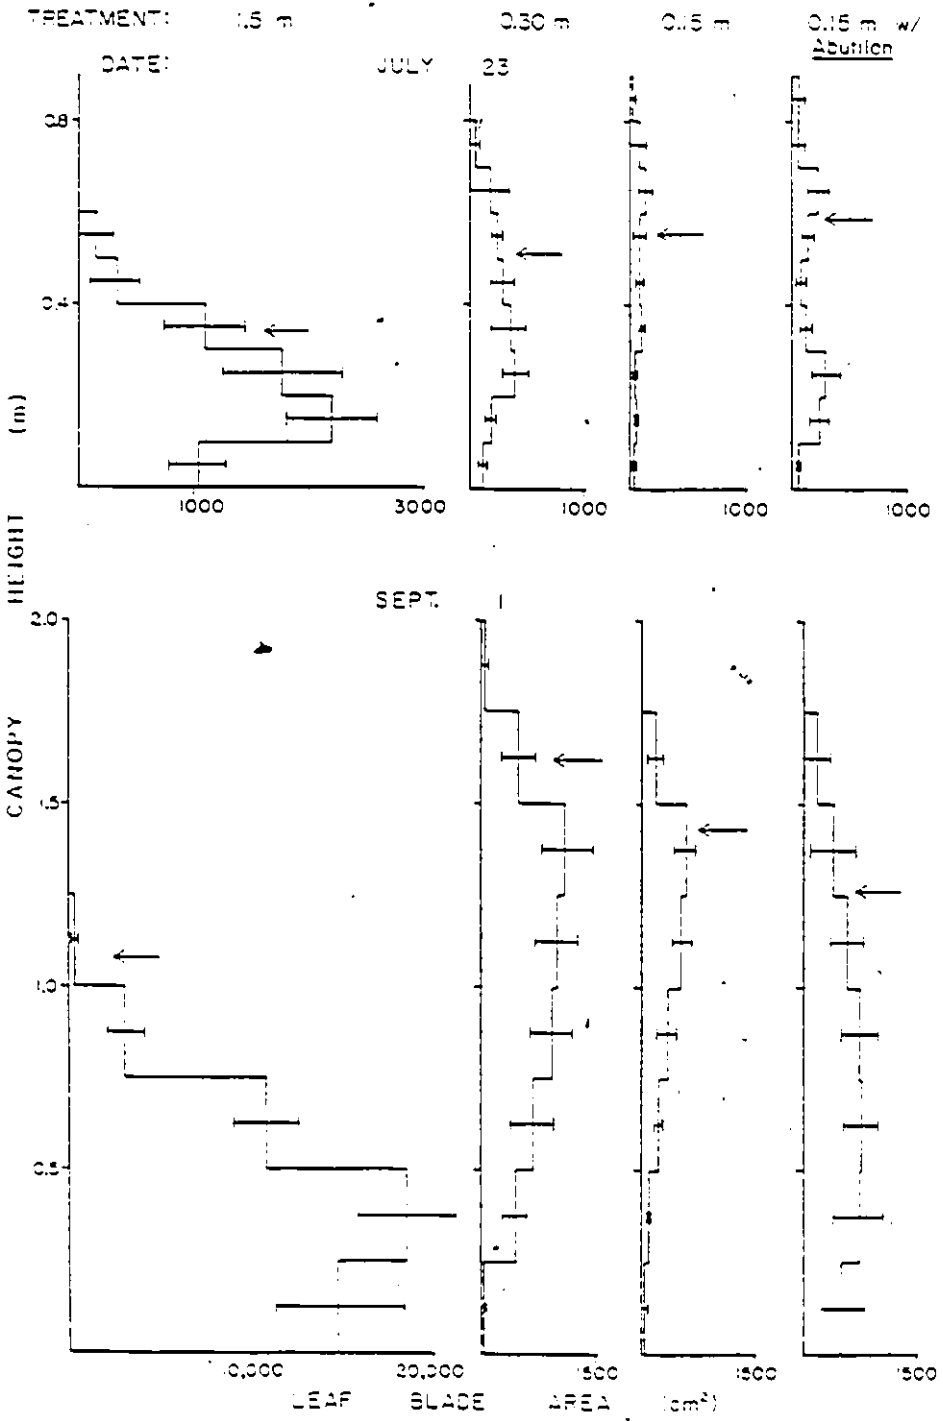 TREATMENT: 1.5 m 0.30 m 0.15 m 0.15 m w/
Abutilon
DATE: JULY 23
0.8
0.4
1000 3000 1000 1000 1000
SEPT. 1
2.0
1.5
1.0
0.5
10,000 20,000 1500 1500 1500
LEAF BLADE AREA (cm²)
CANOPY HEIGHT (m)